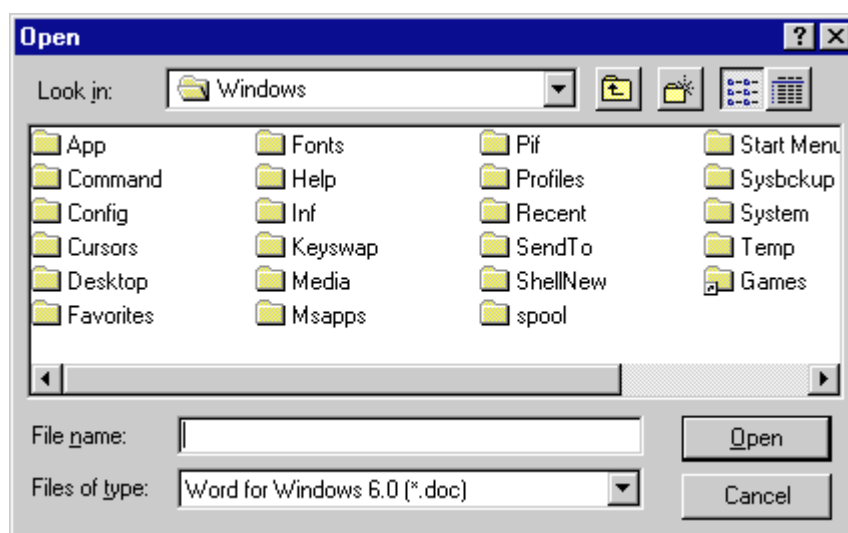 Open
Look in: Windows
App Fonts Pif Start Menu
Command Help Profiles Sysbckup
Config Inf Recent System
Cursors Keyswap SendTo Temp
Desktop Media ShellNew Games
Favorites Msapps spool
File name: Open
Files of type: Word for Windows 6.0 (*.doc) Cancel